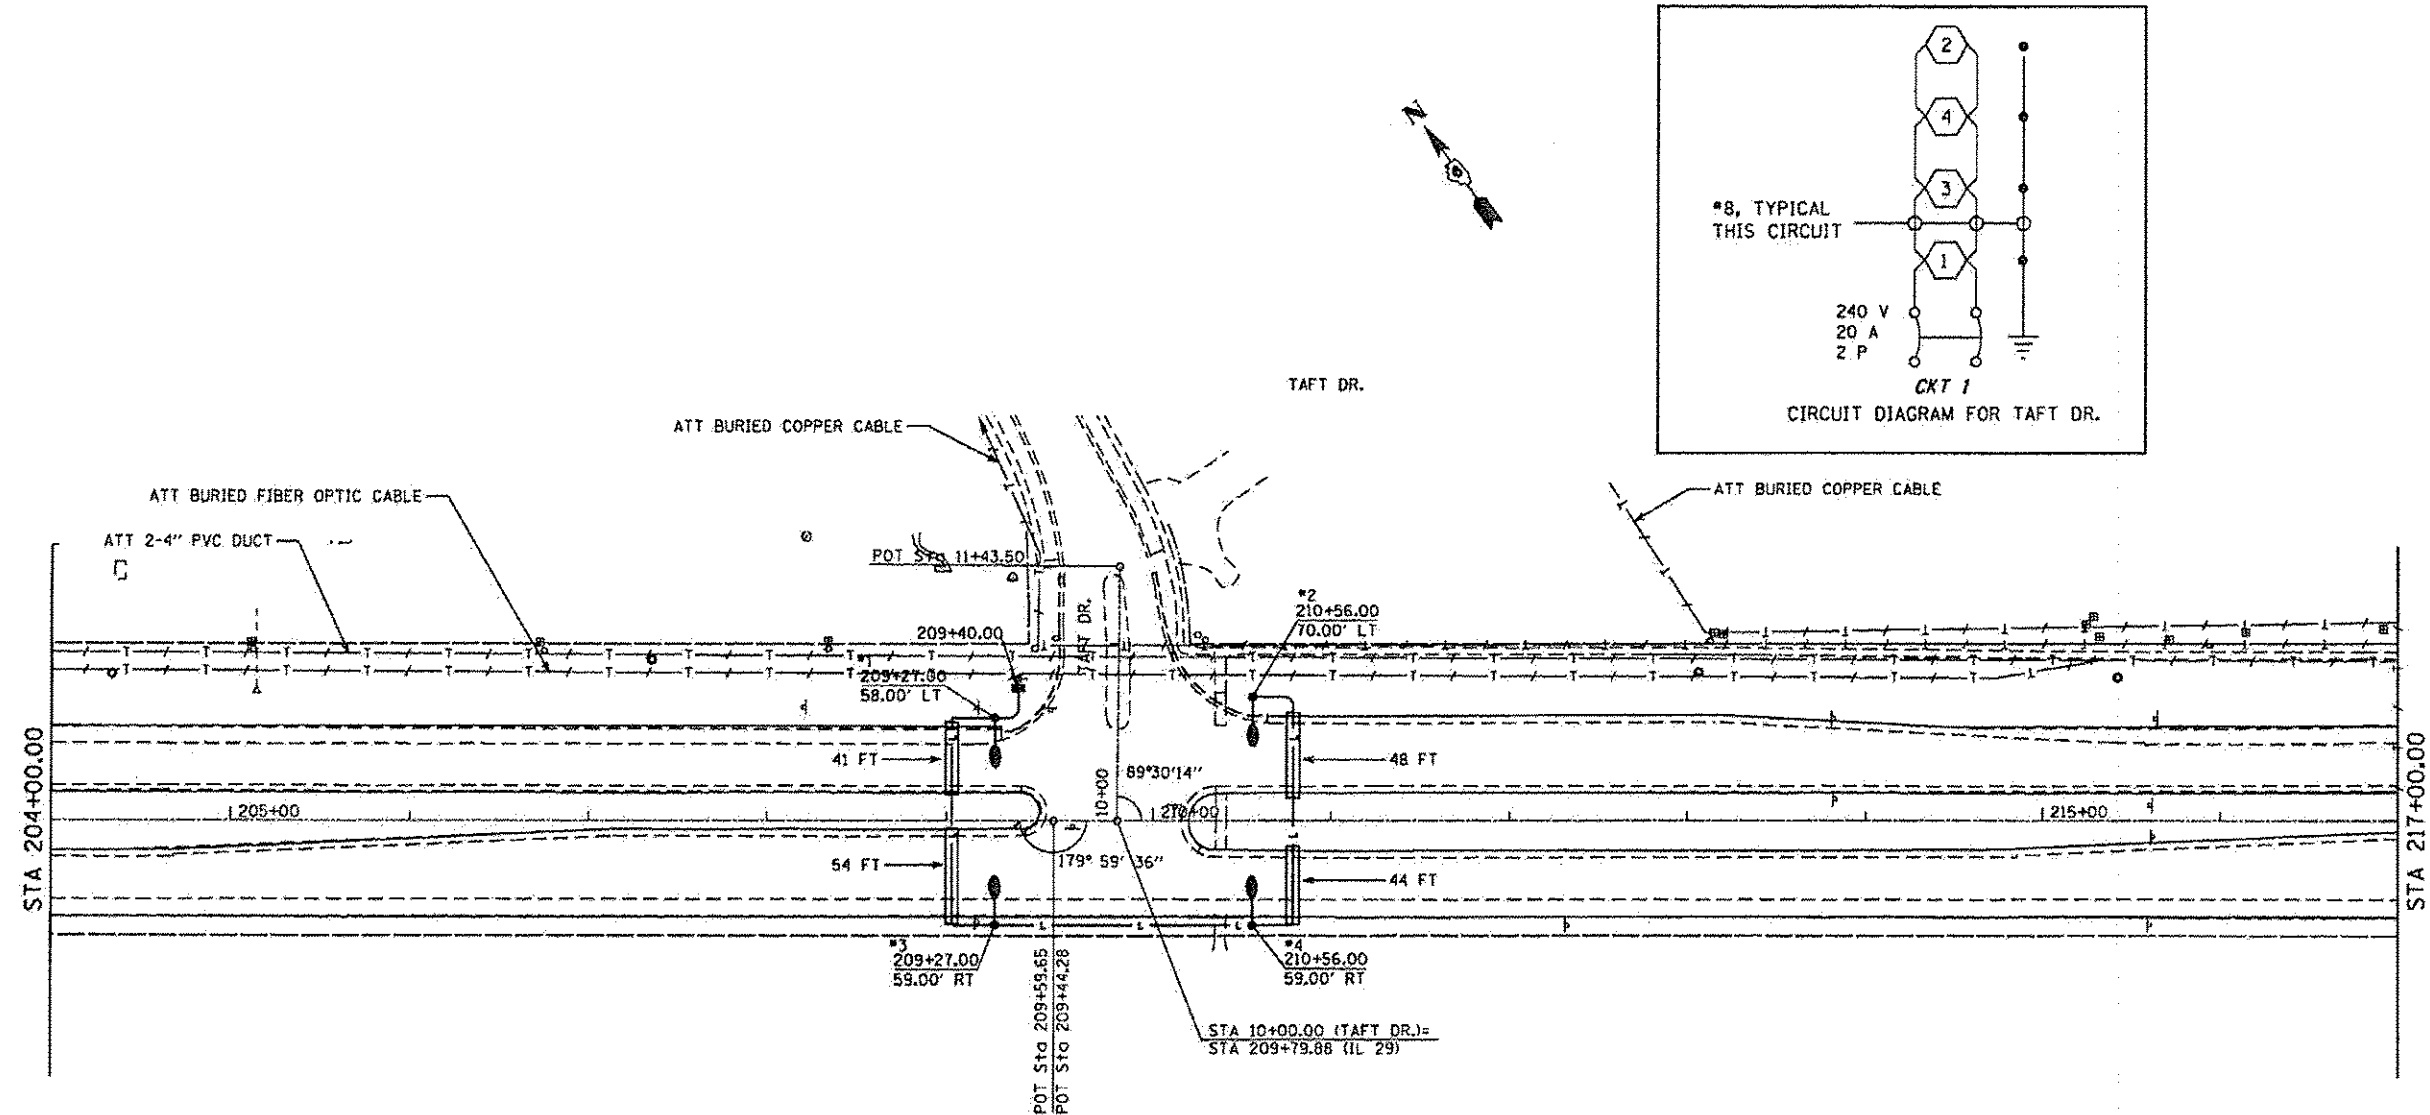 N
2
4
3
*8, TYPICAL
THIS CIRCUIT
1
240 V
20 A
2 P
CKT 1
CIRCUIT DIAGRAM FOR TAFT DR.
TAFT DR.
ATT BURIED COPPER CABLE
ATT BURIED FIBER OPTIC CABLE
ATT 2-4" PVC DUCT
ATT BURIED COPPER CABLE
POT STa 11+43.50
TAFT DR.
*2
210+56.00
70.00' LT
209+40.00
*1
209+27.00
58.00' LT
41 FT
48 FT
10+00
89°30'14"
205+00
210+00
215+00
STA 204+00.00
STA 217+00.00
54 FT
179° 59' 36"
44 FT
*3
209+27.00
59.00' RT
*4
210+56.00
59.00' RT
POT Sta 209+59.65
POT Sta 209+44.28
STA 10+00.00 (TAFT DR.)=
STA 209+79.88 (IL 29)